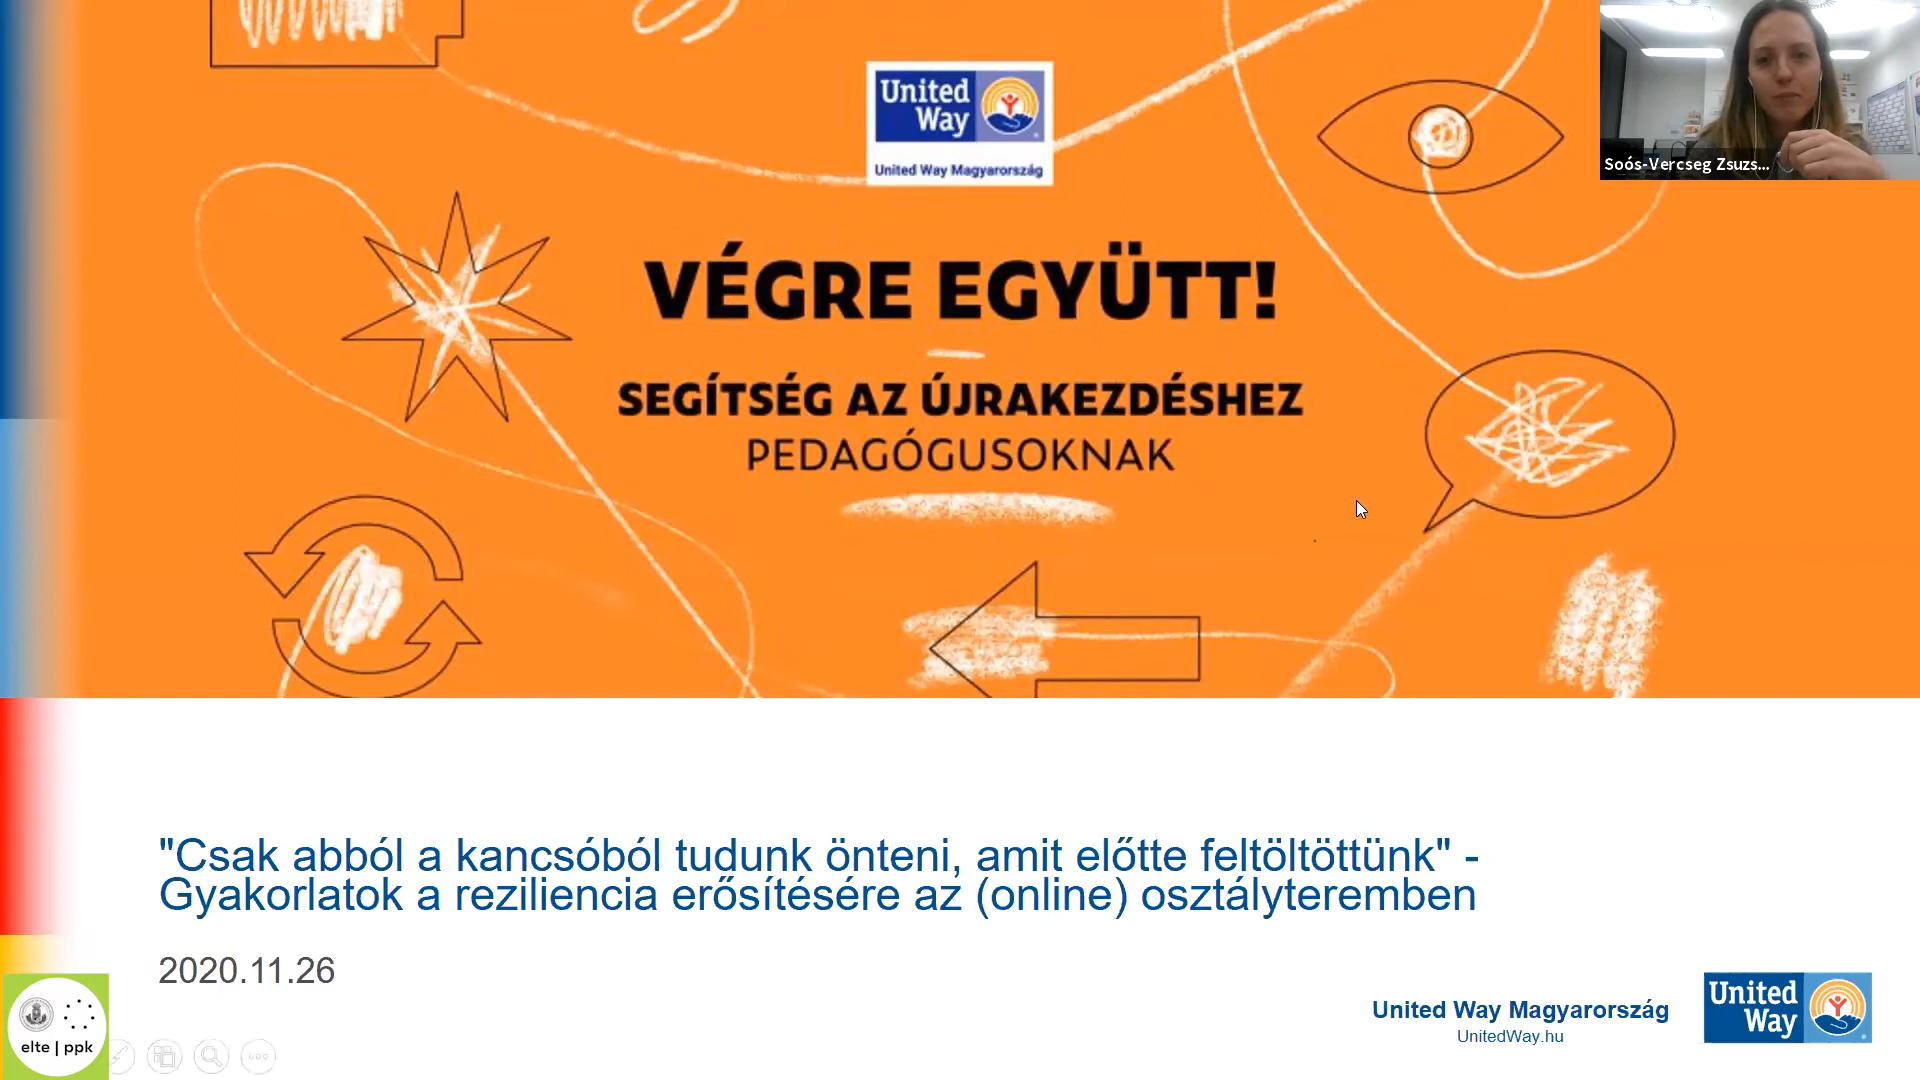 United
Way
United Way Magyarország
Soós-Vercseg Zsuzs...
VÉGRE EGYÜTT!
SEGÍTSÉG AZ ÚJRAKEZDÉSHEZ
PEDAGÓGUSOKNAK
"Csak abból a kancsóból tudunk önteni, amit előtte feltöltöttünk" -
Gyakorlatok a reziliencia erősítésére az (online) osztályteremben
2020.11.26
United Way Magyarország
UnitedWay.hu
United
Way
elte | ppk